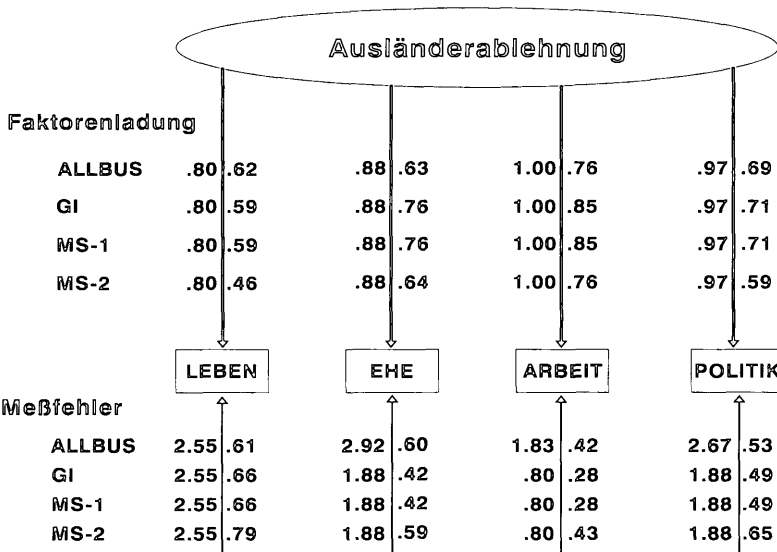 Ausländerablehnung
Faktorenladung
ALLBUS .80 .62 .88 .63 1.00 .76 .97 .69
GI .80 .59 .88 .76 1.00 .85 .97 .71
MS-1 .80 .59 .88 .76 1.00 .85 .97 .71
MS-2 .80 .46 .88 .64 1.00 .76 .97 .59
LEBEN EHE ARBEIT POLITIK
Meßfehler
ALLBUS 2.55 .61 2.92 .60 1.83 .42 2.67 .53
GI 2.55 .66 1.88 .42 .80 .28 1.88 .49
MS-1 2.55 .66 1.88 .42 .80 .28 1.88 .49
MS-2 2.55 .79 1.88 .59 .80 .43 1.88 .65